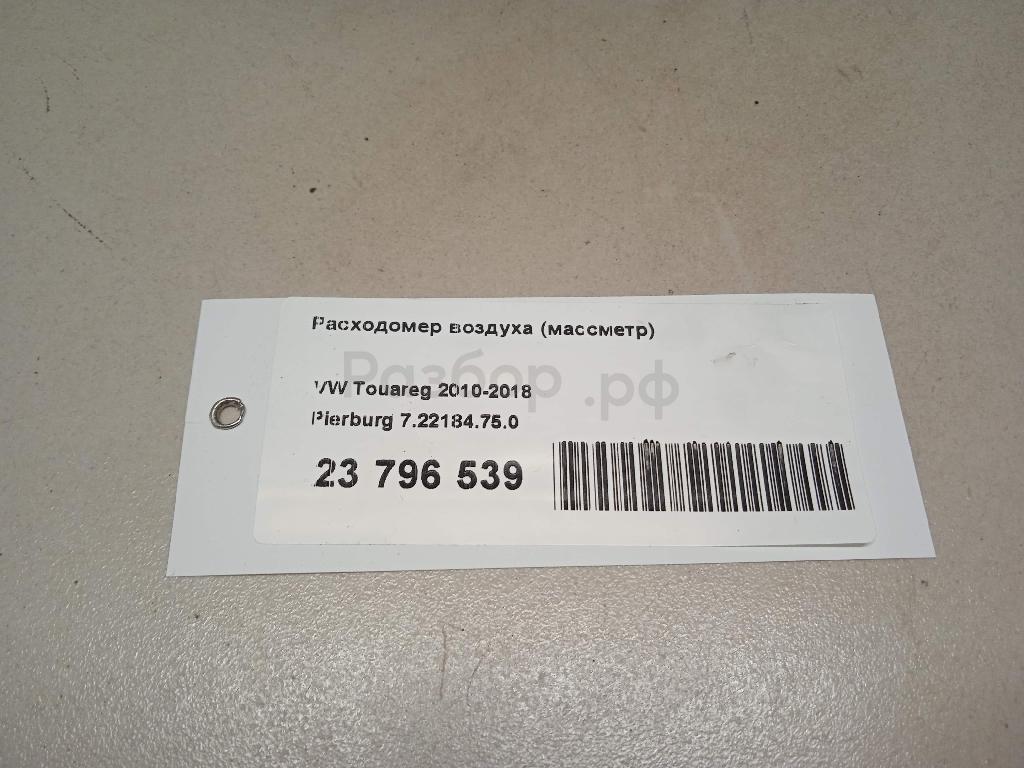 Расходомер воздуха (массметр)
Разбор.рф
VW Touareg 2010-2018
Pierburg 7.22184.75.0
23 796 539